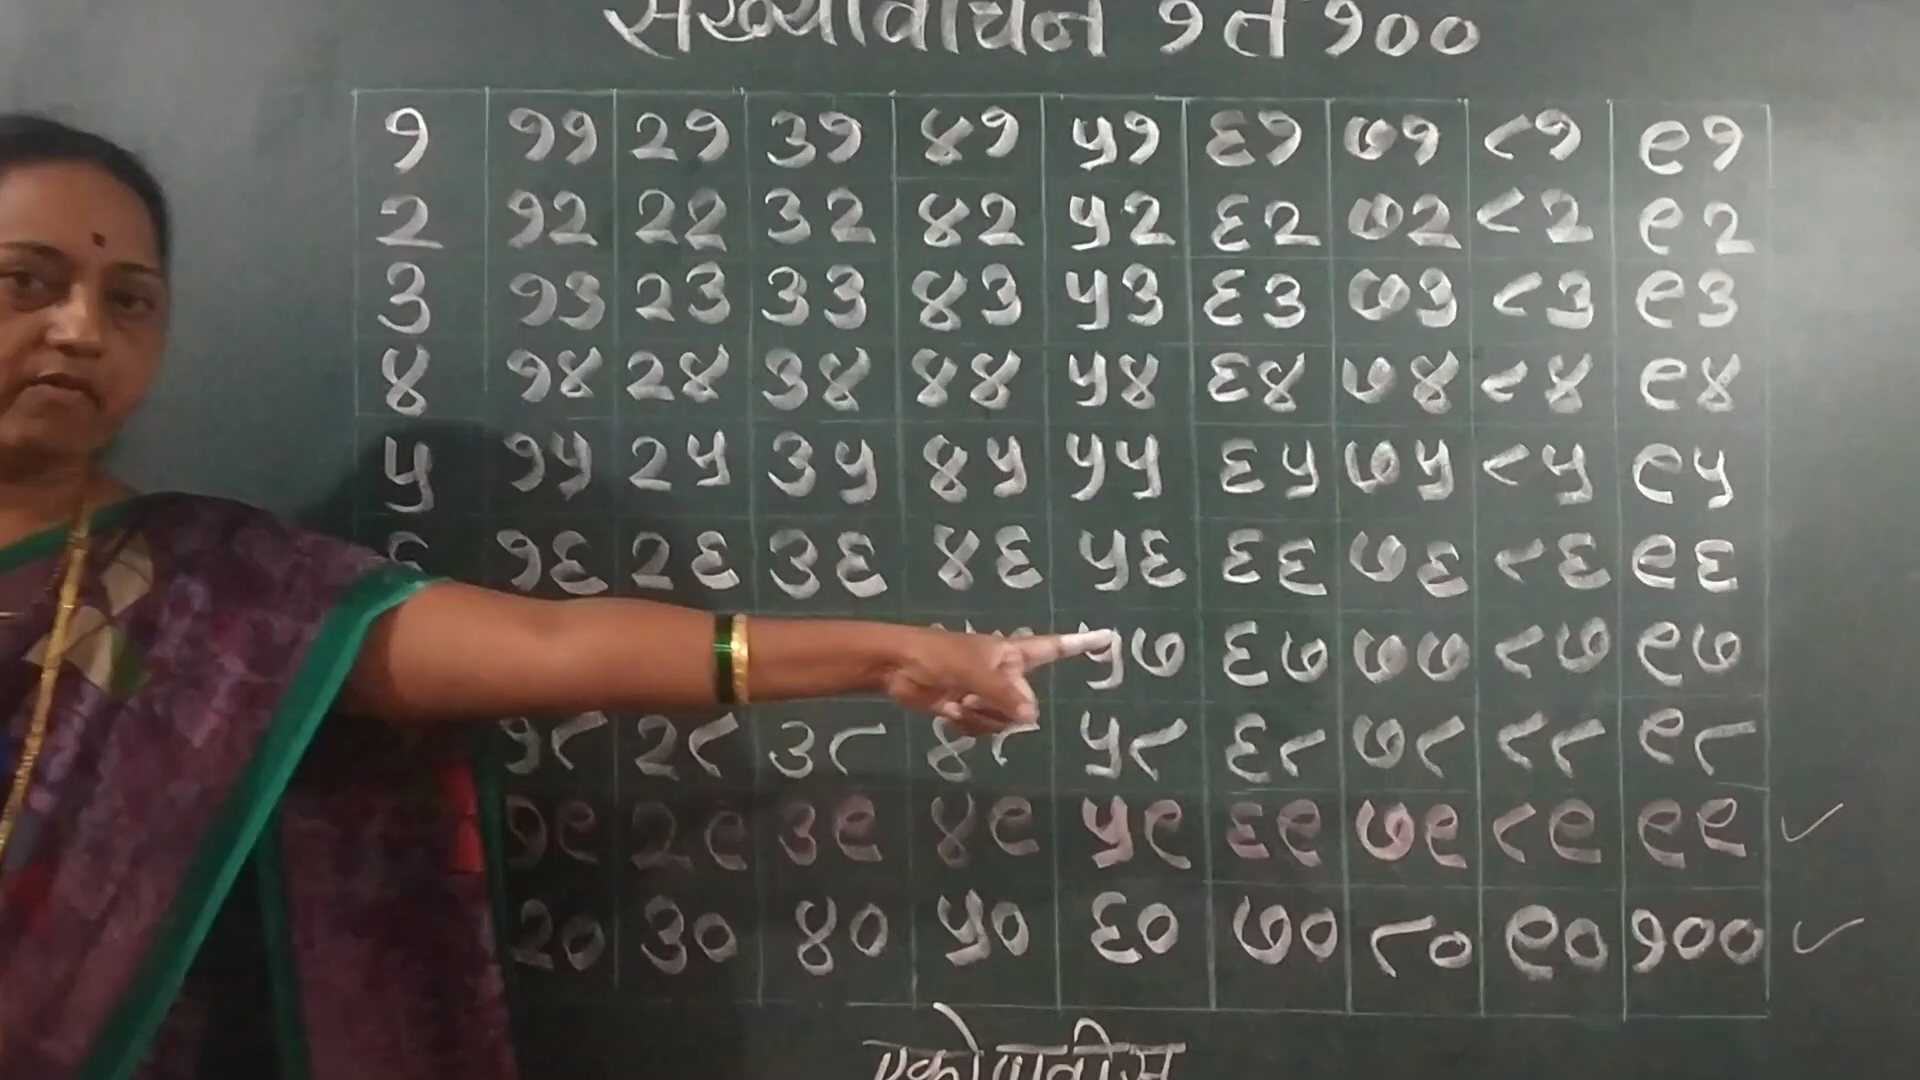 संख्यावाचन १ ते १००
१ ११ २१ ३१ ४१ ५१ ६१ ७१ ८१ ९१
२ १२ २२ ३२ ४२ ५२ ६२ ७२ ८२ ९२
३ १३ २३ ३३ ४३ ५३ ६३ ७३ ८३ ९३
४ १४ २४ ३४ ४४ ५४ ६४ ७४ ८४ ९४
५ १५ २५ ३५ ४५ ५५ ६५ ७५ ८५ ९५
१६ २६ ३६ ४६ ५६ ६६ ७६ ८६ ९६
५७ ६७ ७७ ८७ ९७
१८ २८ ३८ ४८ ५८ ६८ ७८ ८८ ९८
१९ २९ ३९ ४९ ५९ ६९ ७९ ८९ ९९
२० ३० ४० ५० ६० ७० ८० ९० १००
एकोणवीस